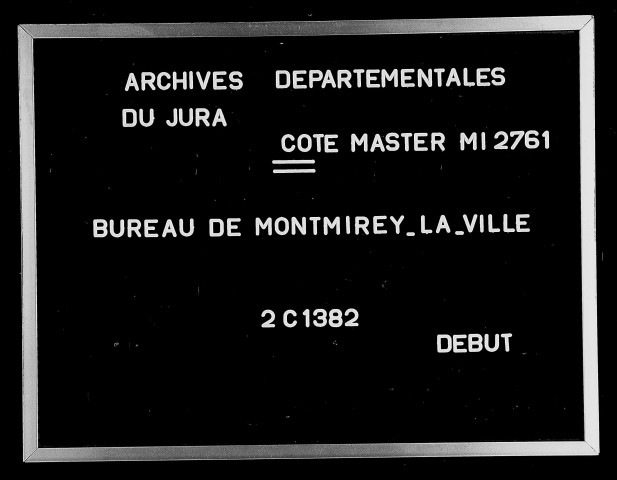 ARCHIVES DEPARTEMENTALES
DU JURA
COTE MASTER MI 2761
BUREAU DE MONTMIREY_LA_VILLE
2 C 1382
DEBUT